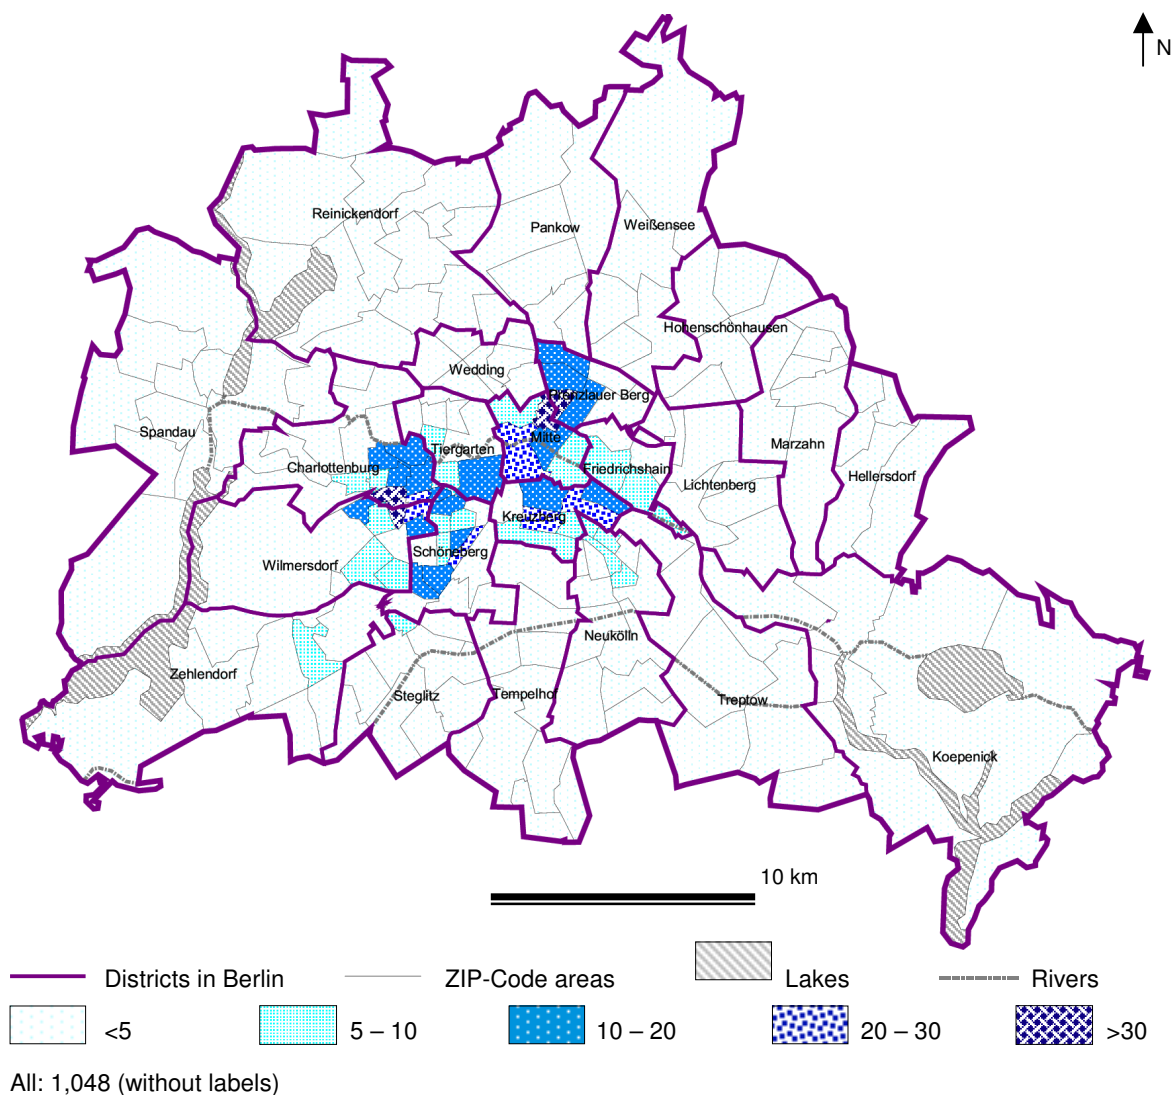 N
Reinickendorf
Pankow
Weißensee
Hohenschönhausen
Wedding
Prenzlauer Berg
Spandau
Mitte
Marzahn
Tiergarten
Charlottenburg
Friedrichshain
Hellersdorf
Lichtenberg
Kreuzberg
Schöneberg
Wilmersdorf
Neukölln
Zehlendorf
Steglitz
Tempelhof
Treptow
Koepenick
10 km
Districts in Berlin
ZIP-Code areas
Lakes
Rivers
<5
5 – 10
10 – 20
20 – 30
>30
All: 1,048 (without labels)